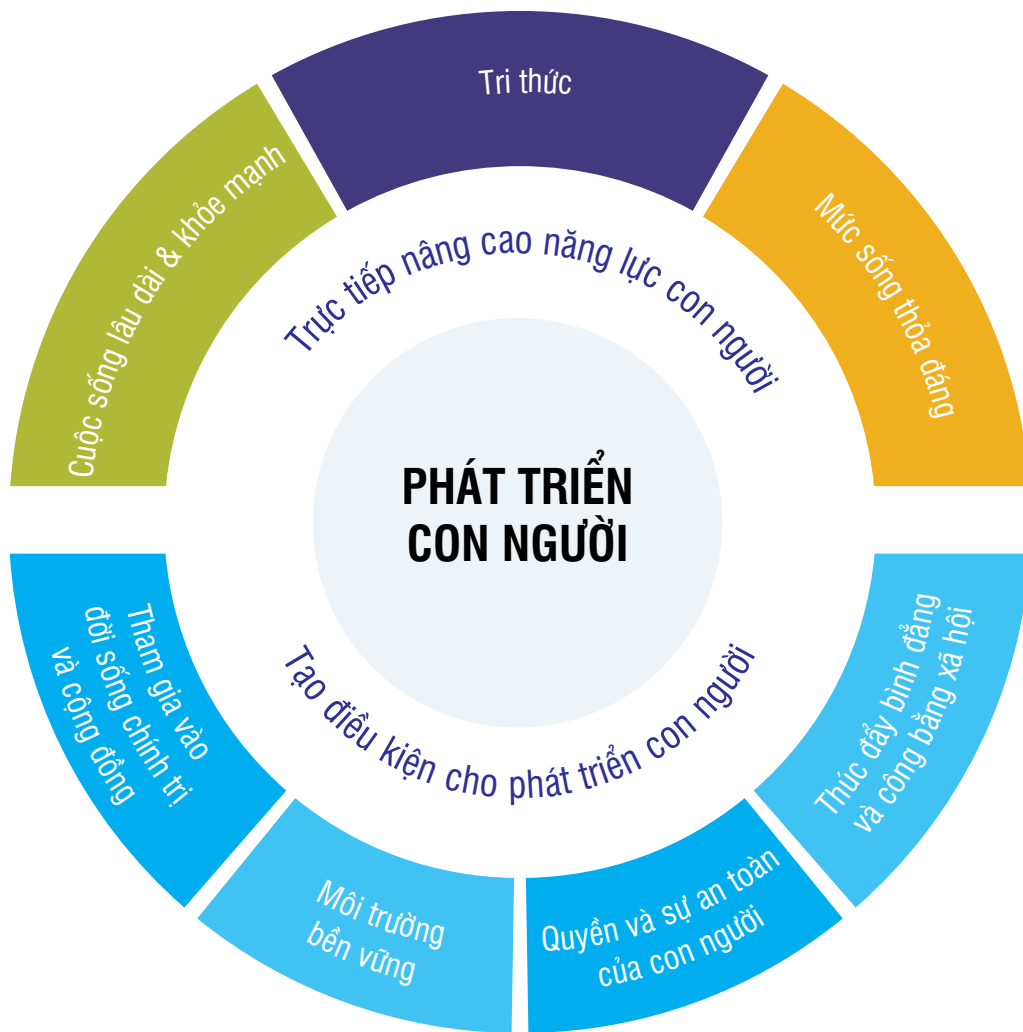 Tri thức
Cuộc sống lâu dài & khỏe mạnh
Mức sống thỏa đáng
Trực tiếp nâng cao năng lực con người
PHÁT TRIỂN
CON NGƯỜI
Tạo điều kiện cho phát triển con người
Tham gia vào
đời sống chính trị
và cộng đồng
Môi trường
bền vững
Quyền và sự an toàn
của con người
Thúc đẩy bình đẳng
và công bằng xã hội